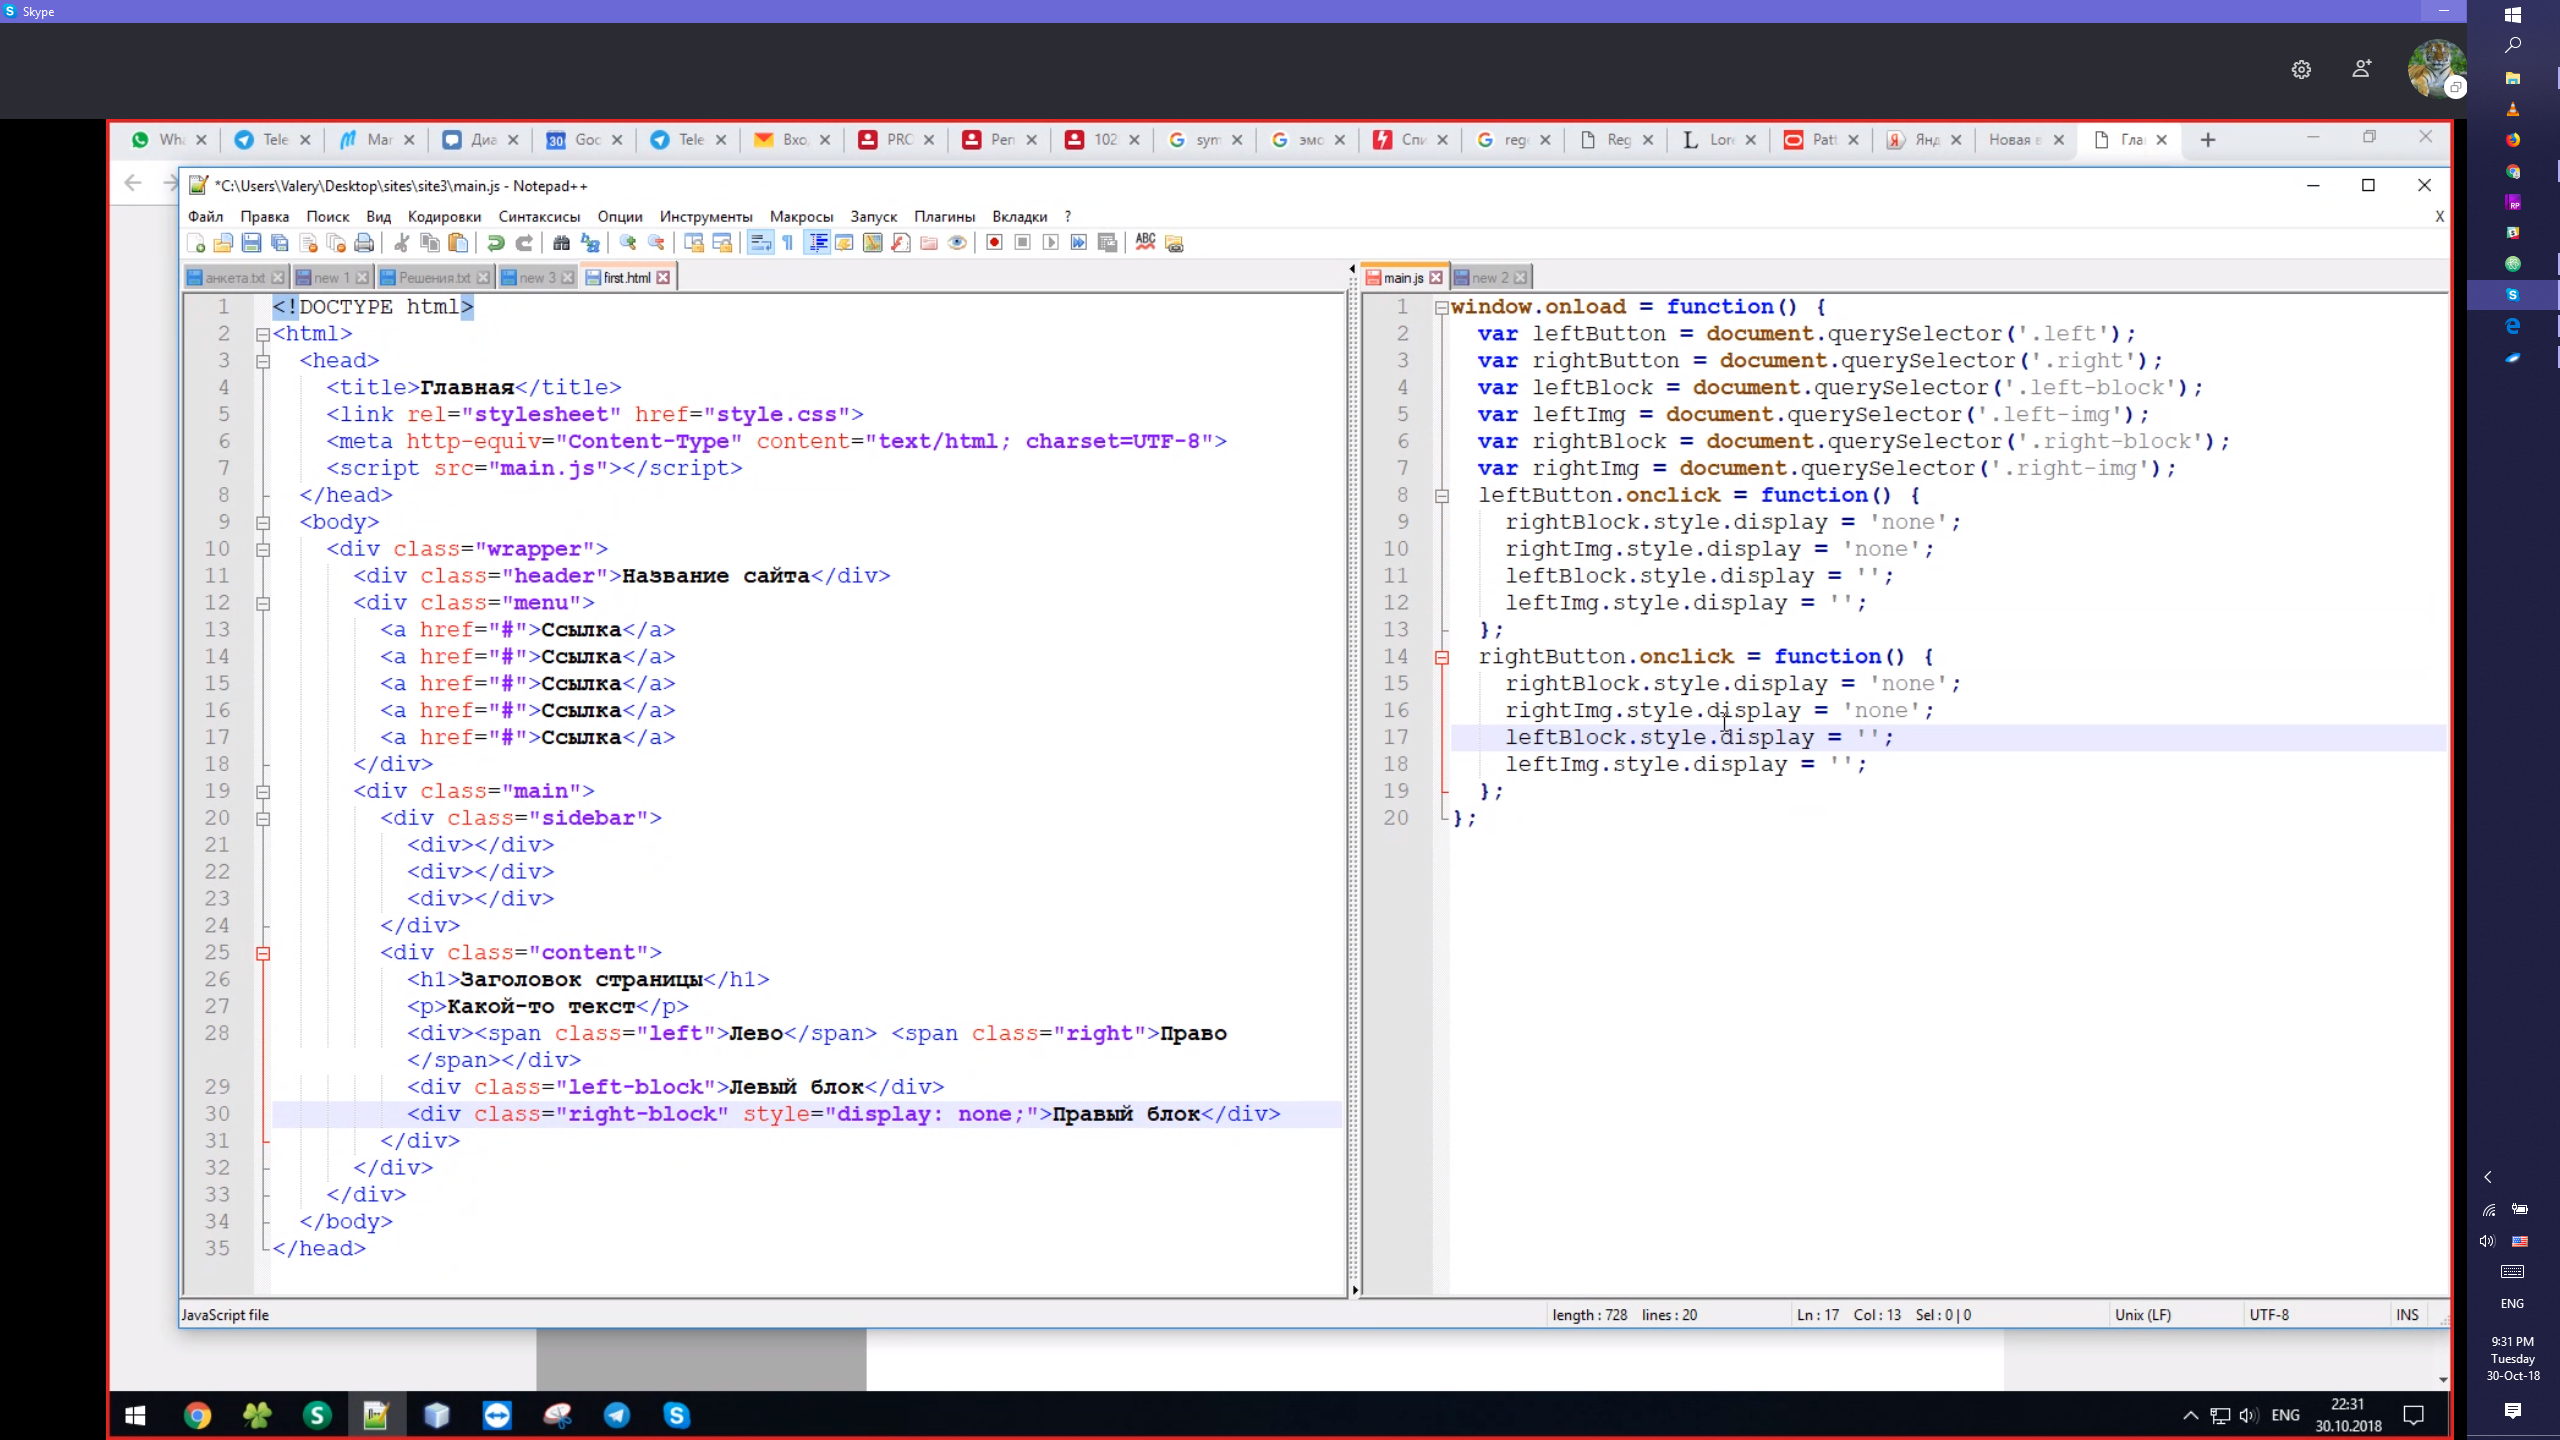 Skype
Wha
Tele
Mar
Диа
30 Goc
Tele
Вхо,
PRC
Per
102
sym
эмо
Спи
reg
Reg
Lore
Patt
Янд
Новая в
Гла
*C:\Users\Valery\Desktop\sites\site3\main.js - Notepad++
Файл Правка Поиск Вид Кодировки Синтаксисы Опции Инструменты Макросы Запуск Плагины Вкладки ? X
анкета.txt new 1 Решения.txt new 3 first.html
main.js new 2
1 <!DOCTYPE html>
2 <html>
3 <head>
4 <title>Главная</title>
5 <link rel="stylesheet" href="style.css">
6 <meta http-equiv="Content-Type" content="text/html; charset=UTF-8">
7 <script src="main.js"></script>
8 </head>
9 <body>
10 <div class="wrapper">
11 <div class="header">Название сайта</div>
12 <div class="menu">
13 <a href="#">Ссылка</a>
14 <a href="#">Ссылка</a>
15 <a href="#">Ссылка</a>
16 <a href="#">Ссылка</a>
17 <a href="#">Ссылка</a>
18 </div>
19 <div class="main">
20 <div class="sidebar">
21 <div></div>
22 <div></div>
23 <div></div>
24 </div>
25 <div class="content">
26 <h1>Заголовок страницы</h1>
27 <p>Какой-то текст</p>
28 <div><span class="left">Лево</span> <span class="right">Право
</span></div>
29 <div class="left-block">Левый блок</div>
30 <div class="right-block" style="display: none;">Правый блок</div>
31 </div>
32 </div>
33 </div>
34 </body>
35 </head>
1 window.onload = function() {
2 var leftButton = document.querySelector('.left');
3 var rightButton = document.querySelector('.right');
4 var leftBlock = document.querySelector('.left-block');
5 var leftImg = document.querySelector('.left-img');
6 var rightBlock = document.querySelector('.right-block');
7 var rightImg = document.querySelector('.right-img');
8 leftButton.onclick = function() {
9 rightBlock.style.display = 'none';
10 rightImg.style.display = 'none';
11 leftBlock.style.display = '';
12 leftImg.style.display = '';
13 };
14 rightButton.onclick = function() {
15 rightBlock.style.display = 'none';
16 rightImg.style.display = 'none';
17 leftBlock.style.display = '';
18 leftImg.style.display = '';
19 };
20 };
JavaScript file
length : 728 lines : 20
Ln : 17 Col : 13 Sel : 0 | 0
Unix (LF)
UTF-8
INS
ENG
22:31
30.10.2018
ENG
9:31 PM
Tuesday
30-Oct-18